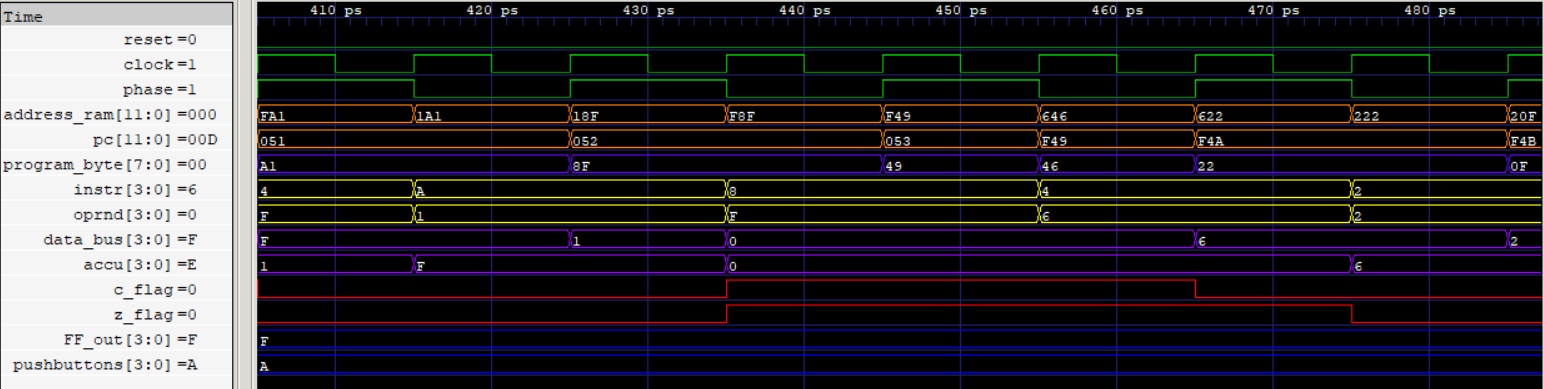 Time 410 ps 420 ps 430 ps 440 ps 450 ps 460 ps 470 ps 480 ps
reset =0
clock =1
phase =1
address_ram[11:0] =000 FA1 1A1 18F F8F F49 646 622 222 20F
pc[11:0] =00D 051 052 053 F49 F4A F4B
program_byte[7:0] =00 A1 8F 49 46 22 0F
instr[3:0] =6 4 A 8 4 2
oprnd[3:0] =0 F 1 F 6 2
data_bus[3:0] =F F 1 0 6 2
accu[3:0] =E 1 F 0 6
c_flag =0
z_flag =0
FF_out[3:0] =F F
pushbuttons[3:0] =A A